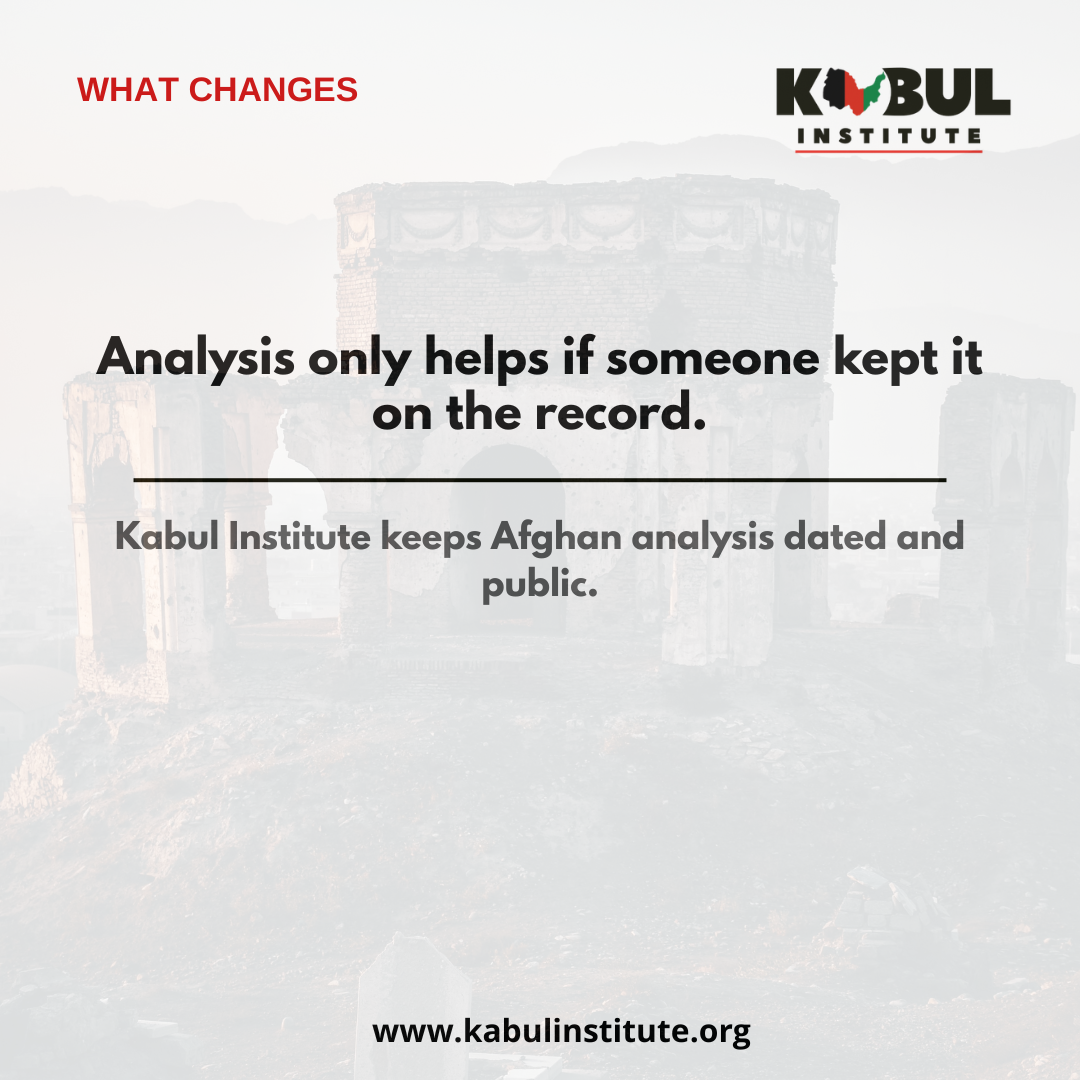 WHAT CHANGES
KABUL
INSTITUTE
Analysis only helps if someone kept it
on the record.
Kabul Institute keeps Afghan analysis dated and
public.
www.kabulinstitute.org